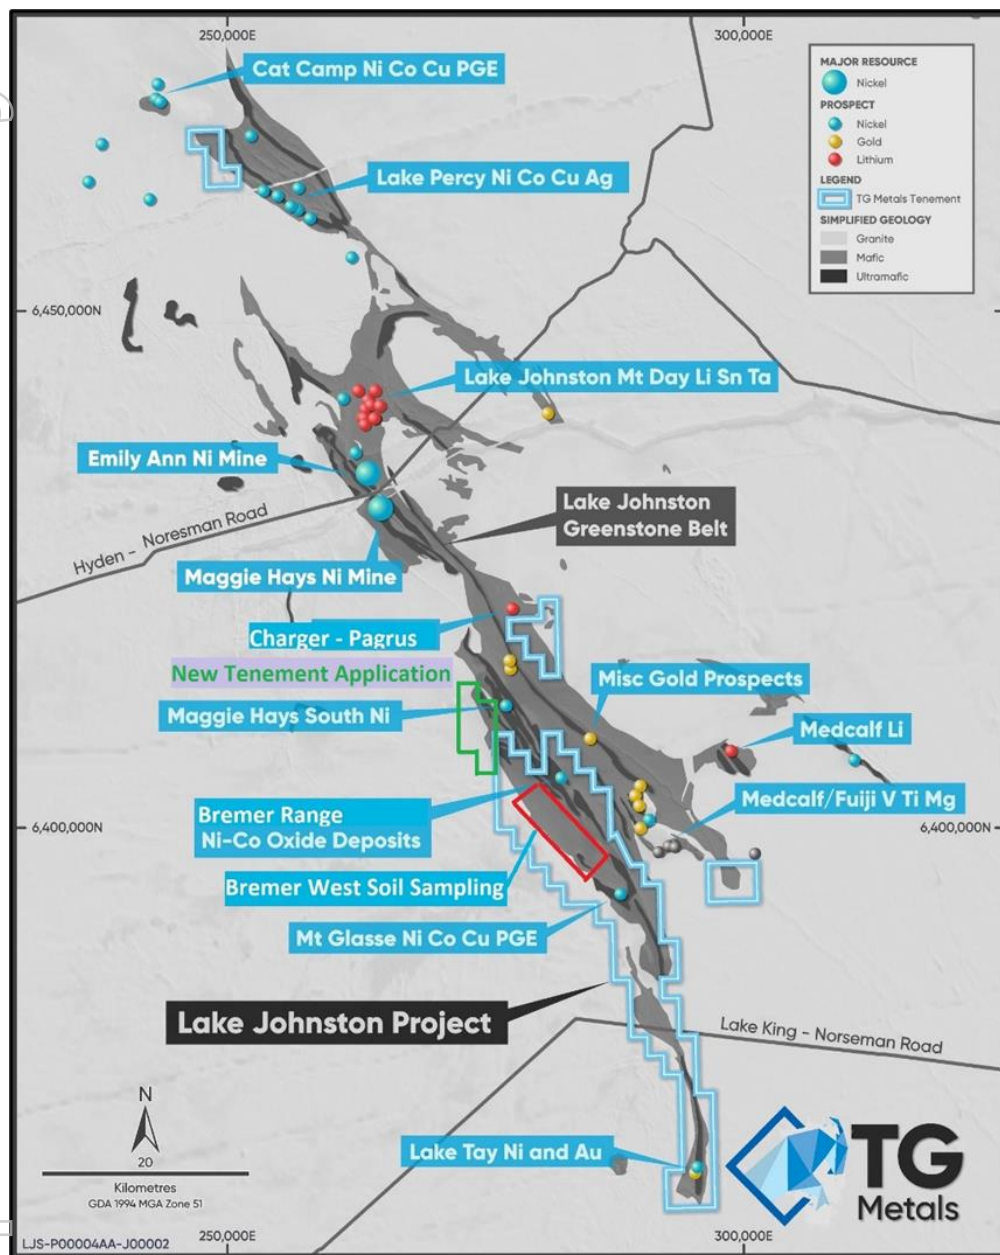 250,000E
300,000E
Cat Camp Ni Co Cu PGE
MAJOR RESOURCE
Nickel
PROSPECT
Nickel
Gold
Lithium
LEGEND
TG Metals Tenement
SIMPLIFIED GEOLOGY
Granite
Mafic
Ultramafic
Lake Percy Ni Co Cu Ag
6,450,000N
Lake Johnston Mt Day Li Sn Ta
Emily Ann Ni Mine
Lake Johnston
Greenstone Belt
Hyden - Noresman Road
Maggie Hays Ni Mine
Charger - Pagrus
New Tenement Application
Misc Gold Prospects
Maggie Hays South Ni
Medcalf Li
Medcalf/Fuiji V Ti Mg
Bremer Range
Ni-Co Oxide Deposits
6,400,000N
6,400,000N
Bremer West Soil Sampling
Mt Glasse Ni Co Cu PGE
Lake Johnston Project
Lake King - Norseman Road
N
20
Kilometres
GDA 1994 MGA Zone 51
Lake Tay Ni and Au
TG
Metals
LJS-P00004AA-J00002
250,000E
300,000E